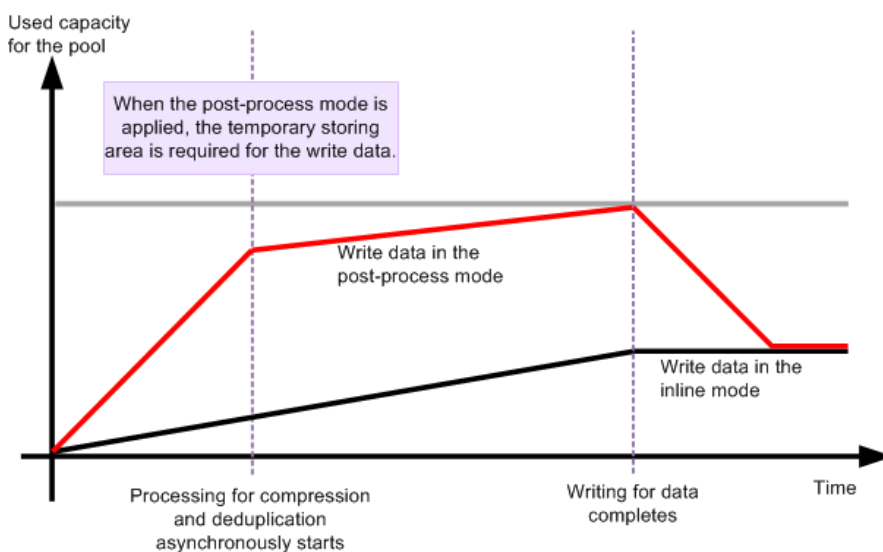 Used capacity
for the pool
When the post-process mode is
applied, the temporary storing
area is required for the write data.
Write data in the
post-process mode
Write data in the
inline mode
Processing for compression
and deduplication
asynchronously starts
Writing for data
completes
Time